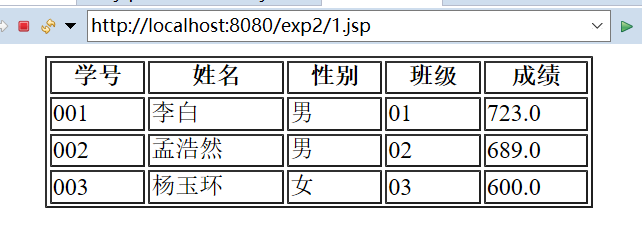 http://localhost:8080/exp2/1.jsp
学号 姓名 性别 班级 成绩
001 李白 男 01 723.0
002 孟浩然 男 02 689.0
003 杨玉环 女 03 600.0